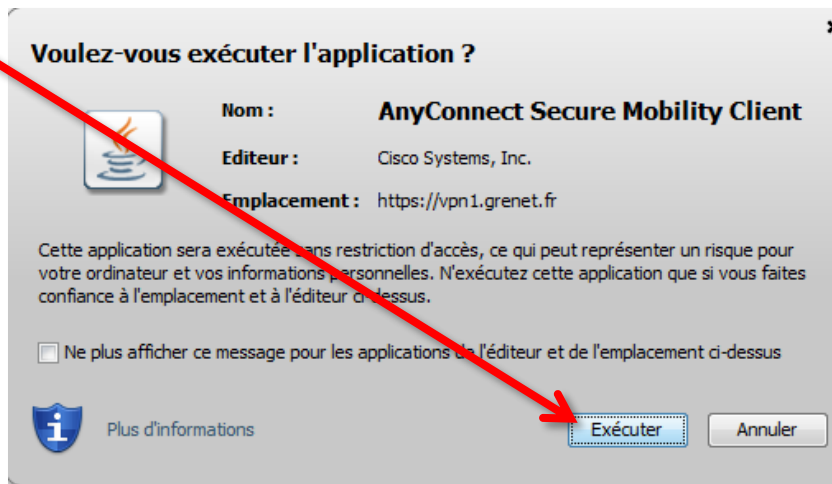 Voulez-vous exécuter l'application ?
Nom : AnyConnect Secure Mobility Client
Editeur : Cisco Systems, Inc.
Emplacement : https://vpn1.grenet.fr
Cette application sera exécutée sans restriction d'accès, ce qui peut représenter un risque pour
votre ordinateur et vos informations personnelles. N'exécutez cette application que si vous faites
confiance à l'emplacement et à l'éditeur ci-dessus.
Ne plus afficher ce message pour les applications de l'éditeur et de l'emplacement ci-dessus
Plus d'informations
Exécuter Annuler